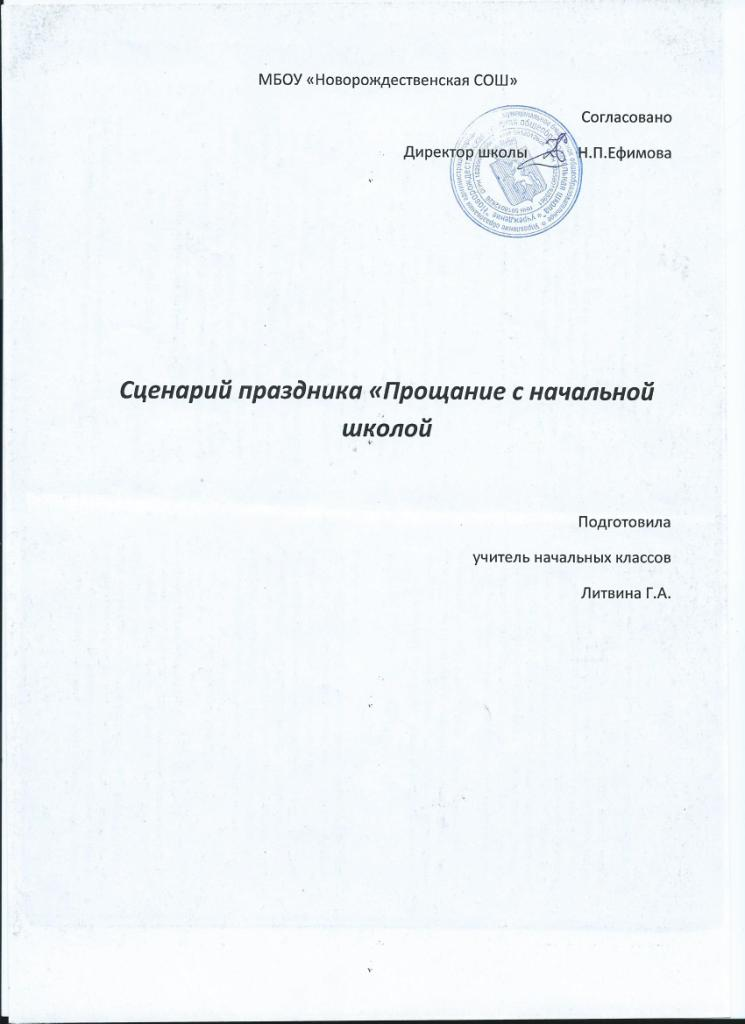 МБОУ «Новорождественская СОШ»
Согласовано
Директор школы Н.П.Ефимова
Сценарий праздника «Прощание с начальной
школой
Подготовила
учитель начальных классов
Литвина Г.А.